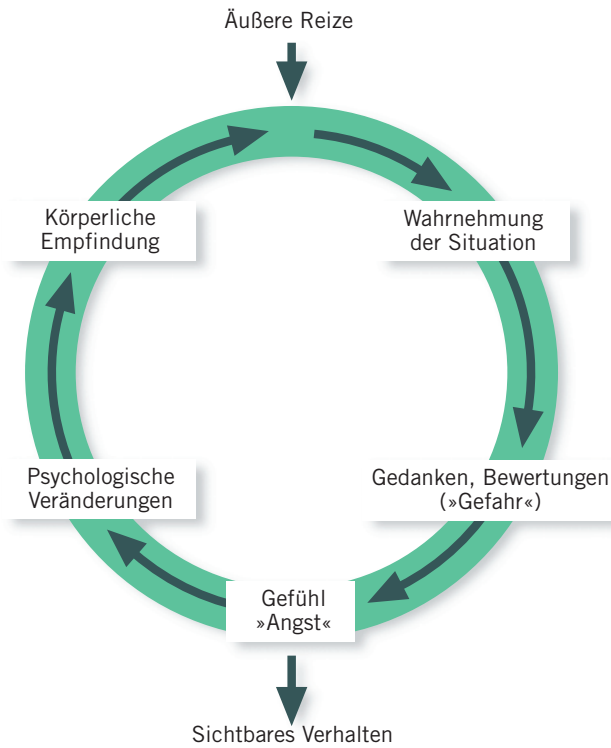 Äußere Reize
Körperliche
Empfindung
Wahrnehmung
der Situation
Psychologische
Veränderungen
Gedanken, Bewertungen
(»Gefahr«)
Gefühl
»Angst«
Sichtbares Verhalten